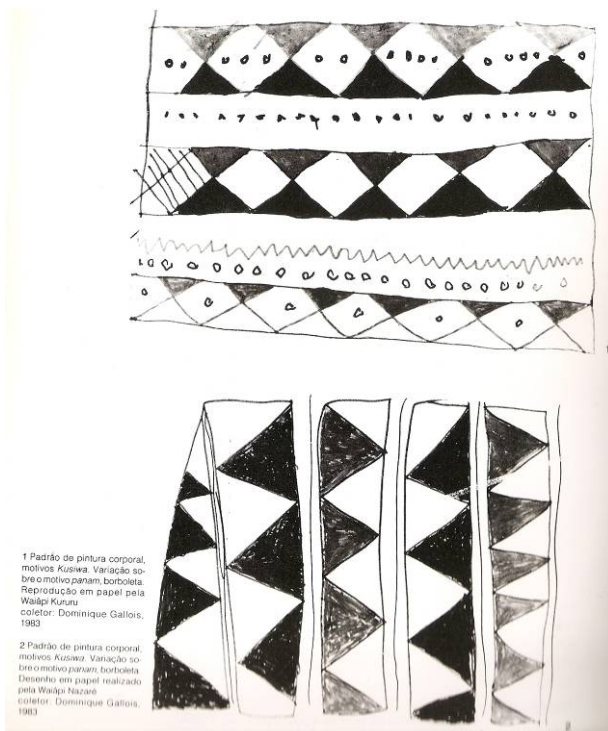 1 Padrão de pintura corporal,
motivos Kusiwa. Variação so-
bre o motivo panam, borboleta.
Reprodução em papel pela
Waiãpi Kururu
coletor: Dominique Gallois,
1983
2 Padrão de pintura corporal,
motivos Kusiwa. Variação so-
bre o motivo panam, borboleta.
Desenho em papel realizado
pela Waiãpi Nazaré
coletor: Dominique Gallois,
1983